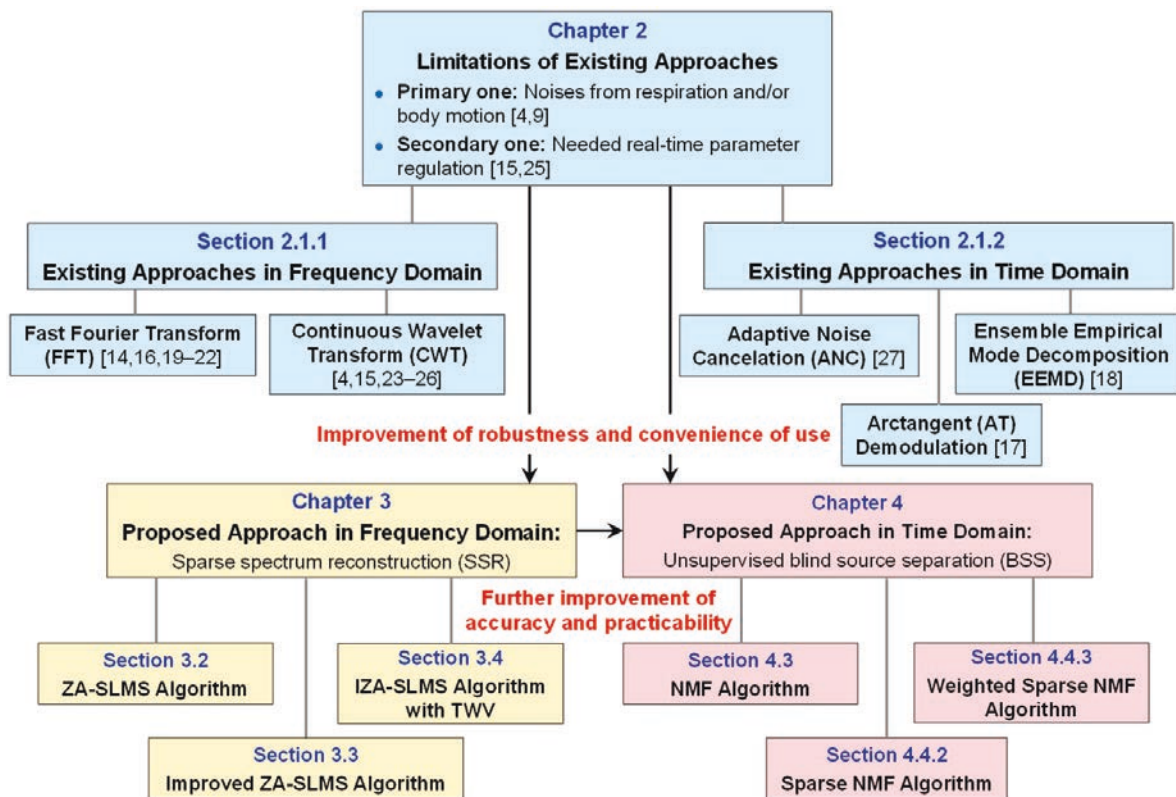 Chapter 2
Limitations of Existing Approaches
• Primary one: Noises from respiration and/or
body motion [4,9]
• Secondary one: Needed real-time parameter
regulation [15,25]
Section 2.1.1
Existing Approaches in Frequency Domain
Fast Fourier Transform
(FFT) [14,16,19–22]
Continuous Wavelet
Transform (CWT)
[4,15,23–26]
Section 2.1.2
Existing Approaches in Time Domain
Adaptive Noise
Cancelation (ANC) [27]
Arctangent (AT)
Demodulation [17]
Ensemble Empirical
Mode Decomposition
(EEMD) [18]
Improvement of robustness and convenience of use
Chapter 3
Proposed Approach in Frequency Domain:
Sparse spectrum reconstruction (SSR)
Chapter 4
Proposed Approach in Time Domain:
Unsupervised blind source separation (BSS)
Further improvement of
accuracy and practicability
Section 3.2
ZA-SLMS Algorithm
Section 3.3
Improved ZA-SLMS Algorithm
Section 3.4
IZA-SLMS Algorithm
with TWV
Section 4.3
NMF Algorithm
Section 4.4.2
Sparse NMF Algorithm
Section 4.4.3
Weighted Sparse NMF
Algorithm